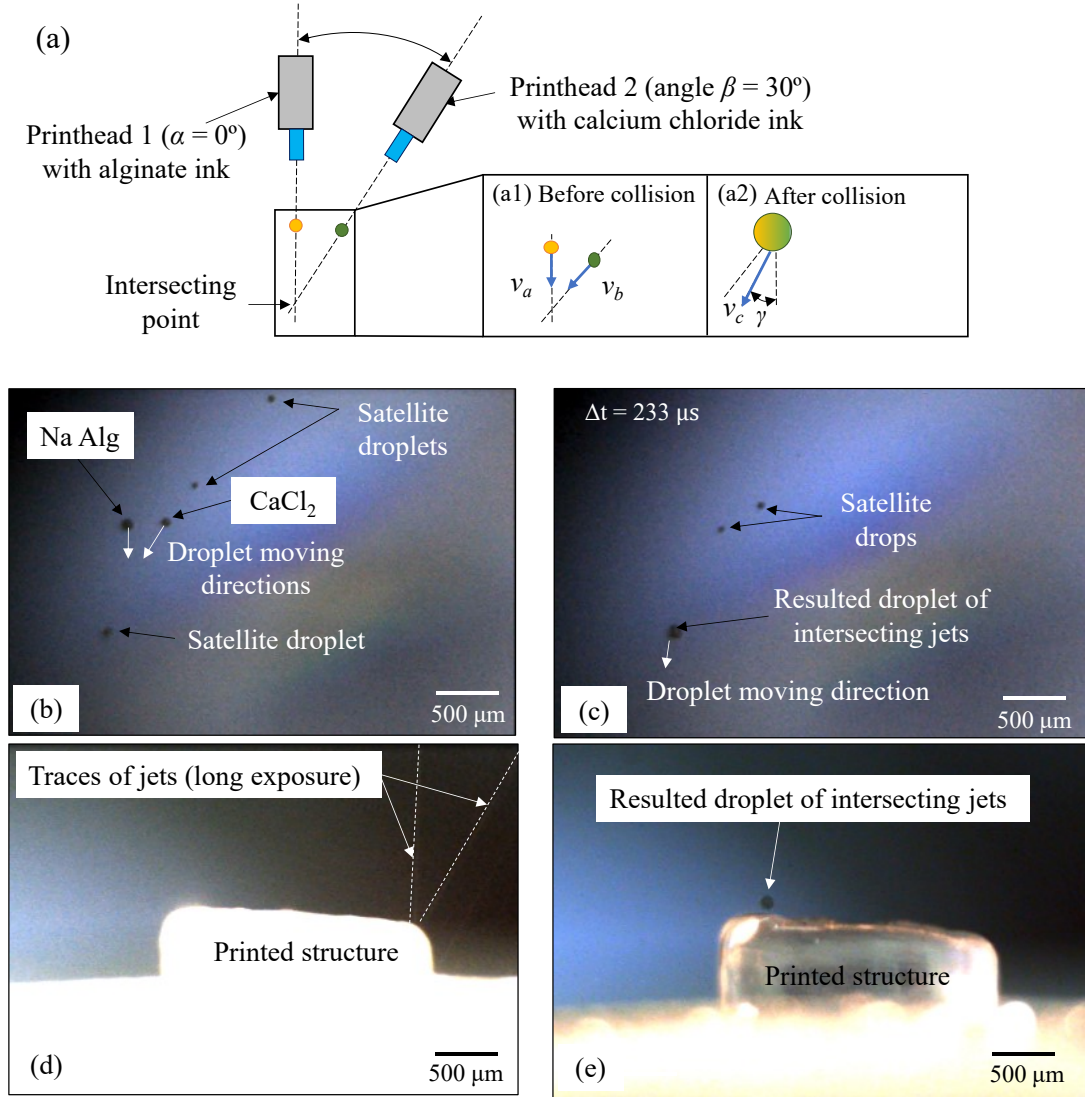 (a)
Printhead 1 (α = 0º)
with alginate ink
Printhead 2 (angle β = 30º)
with calcium chloride ink
Intersecting
point
(a1) Before collision
v_a
v_b
(a2) After collision
v_c
γ
Na Alg
Satellite
droplets
CaCl₂
Droplet moving
directions
Satellite droplet
(b)
500 μm
Δt = 233 μs
Satellite
drops
Resulted droplet of
intersecting jets
Droplet moving direction
(c)
500 μm
Traces of jets (long exposure)
Printed structure
(d)
500 μm
Resulted droplet of intersecting jets
Printed structure
(e)
500 μm